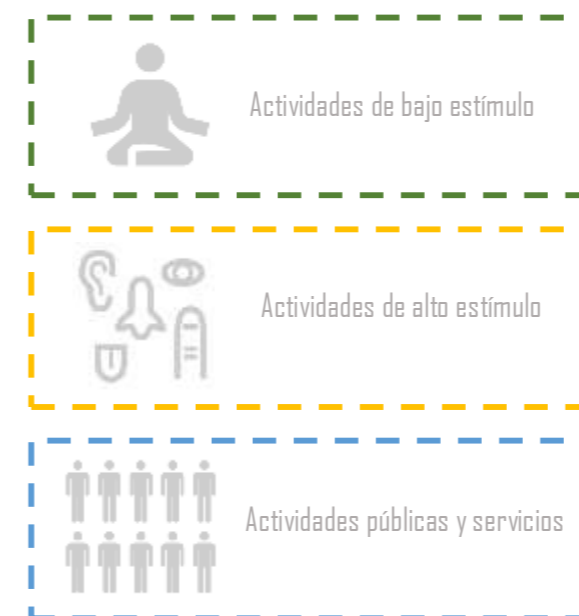 Actividades de bajo estímulo
Actividades de alto estímulo
Actividades públicas y servicios